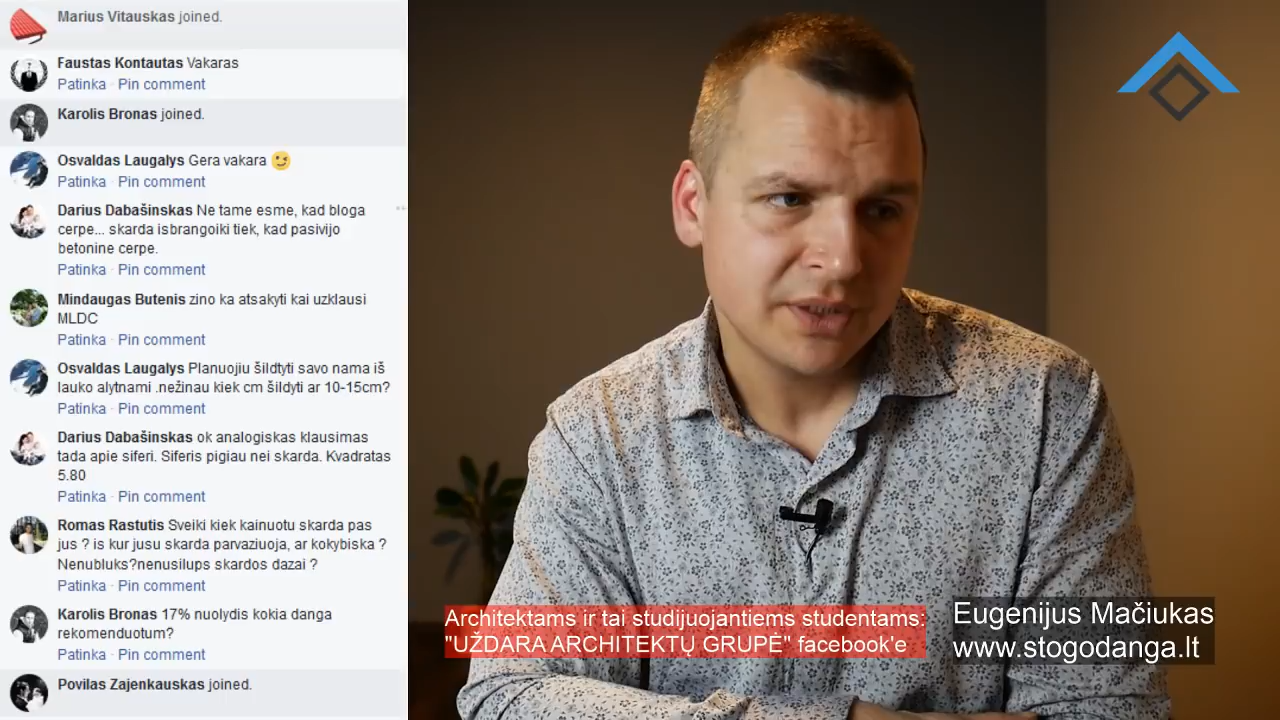 Marius Vitauskas joined.
Faustas Kontautas Vakaras
Patinka · Pin comment
Karolis Bronas joined.
Osvaldas Laugalys Gera vakara 😉
Patinka · Pin comment
Darius Dabašinskas Ne tame esme, kad bloga
cerpe... skarda isbrangoiki tiek, kad pasivijo
betonine cerpe.
Patinka · Pin comment
Mindaugas Butenis zino ka atsakyti kai uzklausi
MLDC
Patinka · Pin comment
Osvaldas Laugalys Planuojiu šildtyti savo nama iš
lauko alytnami .nežinau kiek cm šildyti ar 10-15cm?
Patinka · Pin comment
Darius Dabašinskas ok analogiskas klausimas
tada apie siferi. Siferis pigiau nei skarda. Kvadratas
5.80
Patinka · Pin comment
Romas Rastutis Sveiki kiek kainuotu skarda pas
jus ? is kur jusu skarda parvaziuoja, ar kokybiska ?
Nenubluks?nenusilups skardos dazai ?
Patinka · Pin comment
Karolis Bronas 17% nuolydis kokia danga
rekomenduotum?
Patinka · Pin comment
Povilas Zajenkauskas joined.
Architektams ir tai studijuojantiems studentams:
"UŽDARA ARCHITEKTŲ GRUPĖ" facebook'e
Eugenijus Mačiukas
www.stogodanga.lt